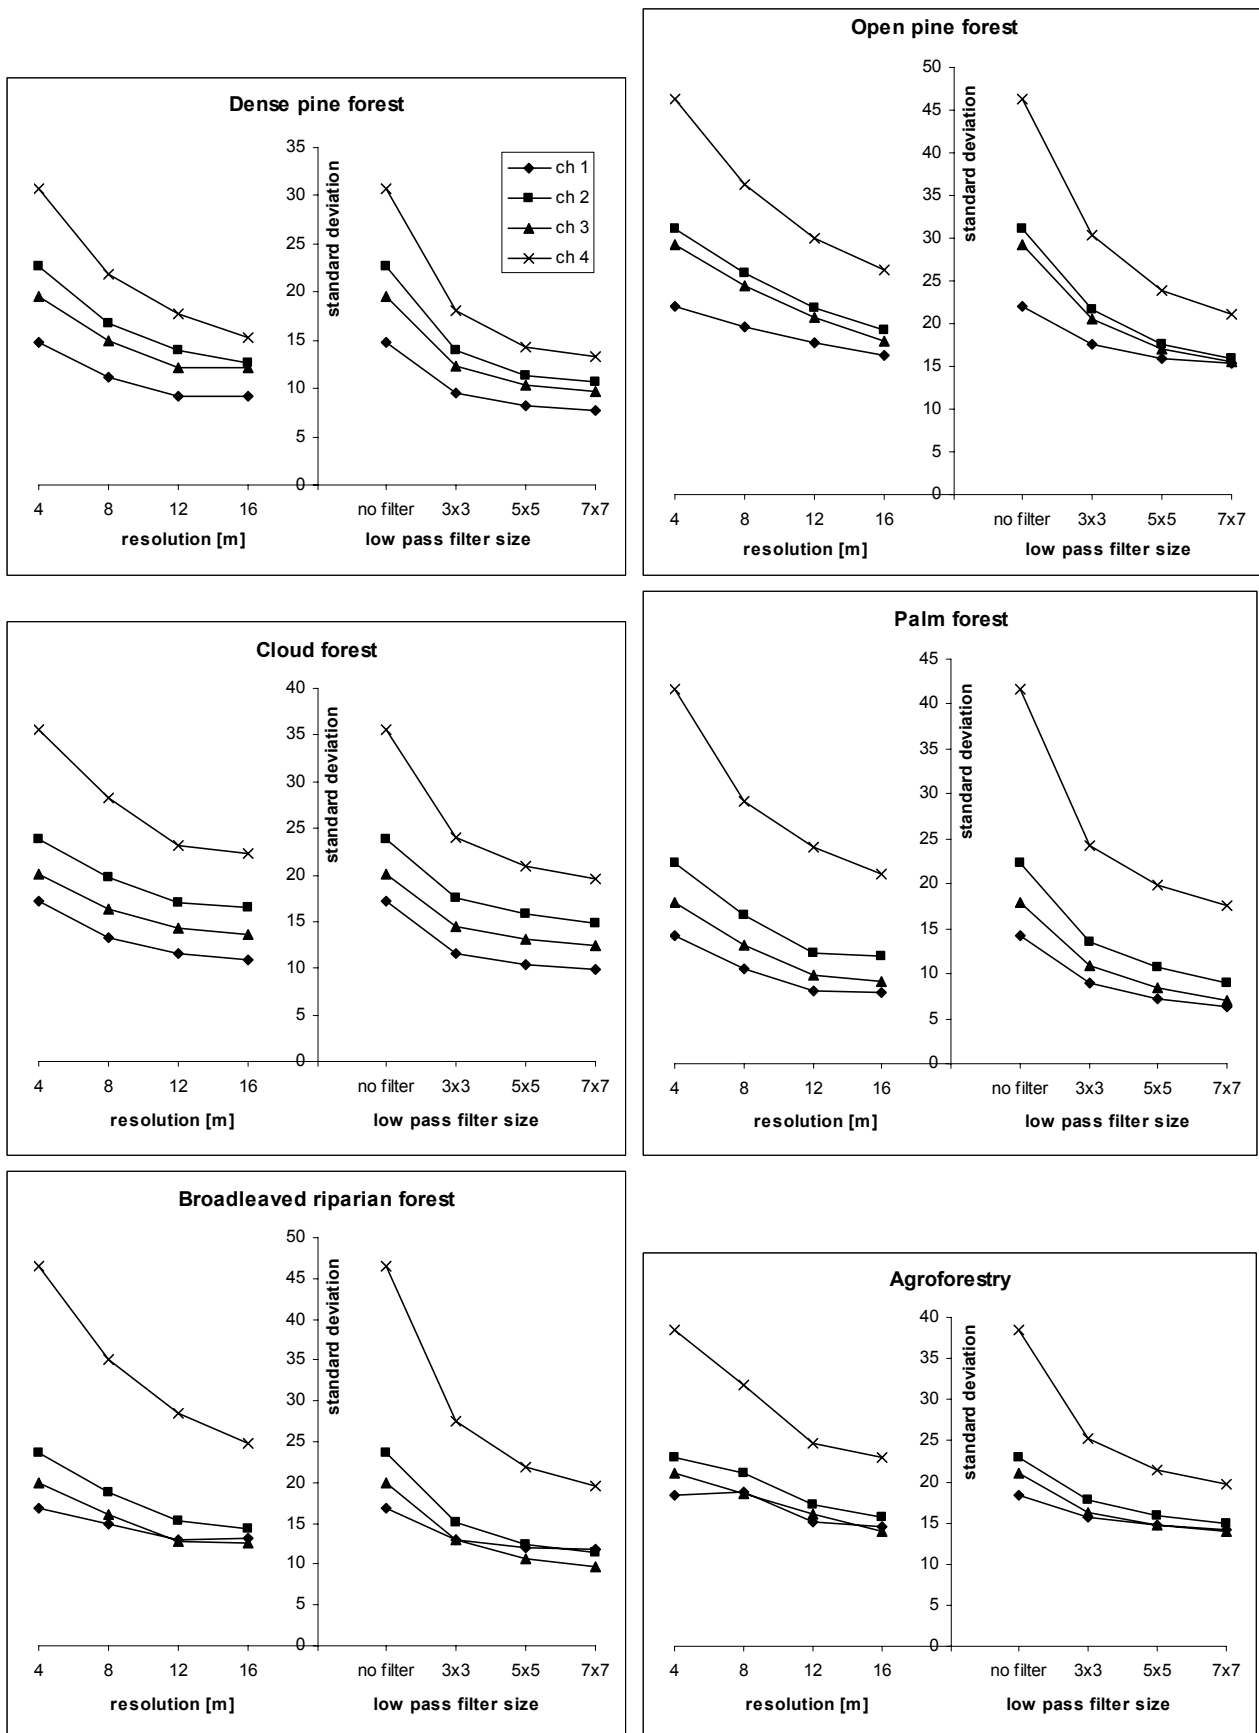 Dense pine forest
35
30
25
20
15
10
5
0
standard deviation
ch 1
ch 2
ch 3
ch 4
4 8 12 16 no filter 3x3 5x5 7x7
resolution [m] low pass filter size
Open pine forest
50
45
40
35
30
25
20
15
10
5
0
standard deviation
4 8 12 16 no filter 3x3 5x5 7x7
resolution [m] low pass filter size
Cloud forest
40
35
30
25
20
15
10
5
0
standard deviation
4 8 12 16 no filter 3x3 5x5 7x7
resolution [m] low pass filter size
Palm forest
45
40
35
30
25
20
15
10
5
0
standard deviation
4 8 12 16 no filter 3x3 5x5 7x7
resolution [m] low pass filter size
Broadleaved riparian forest
50
45
40
35
30
25
20
15
10
5
0
standard deviation
4 8 12 16 no filter 3x3 5x5 7x7
resolution [m] low pass filter size
Agroforestry
40
35
30
25
20
15
10
5
0
standard deviation
4 8 12 16 no filter 3x3 5x5 7x7
resolution [m] low pass filter size